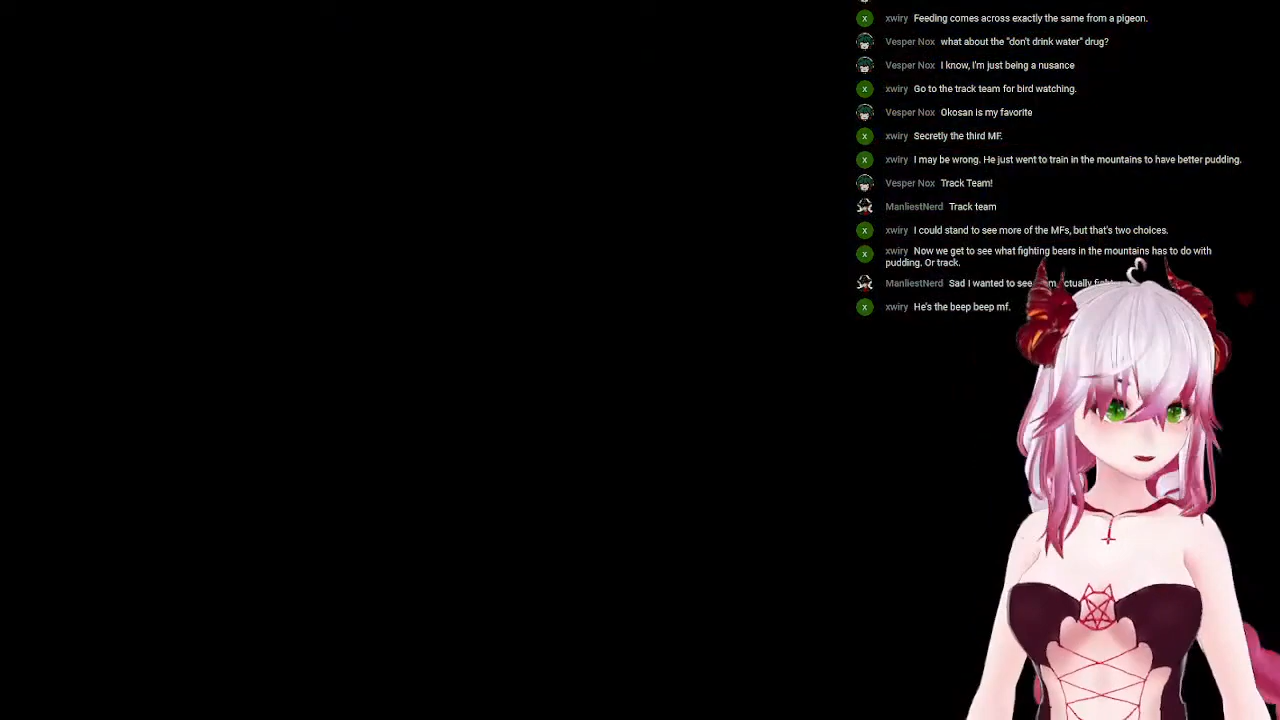 x xwiry Feeding comes across exactly the same from a pigeon.
Vesper Nox what about the "don't drink water" drug?
Vesper Nox I know, I'm just being a nusance
x xwiry Go to the track team for bird watching.
Vesper Nox Okosan is my favorite
x xwiry Secretly the third MF.
x xwiry I may be wrong. He just went to train in the mountains to have better pudding.
Vesper Nox Track Team!
ManliestNerd Track team
x xwiry I could stand to see more of the MFs, but that's two choices.
x xwiry Now we get to see what fighting bears in the mountains has to do with
pudding. Or track.
ManliestNerd Sad I wanted to see
x xwiry He's the beep beep mf.